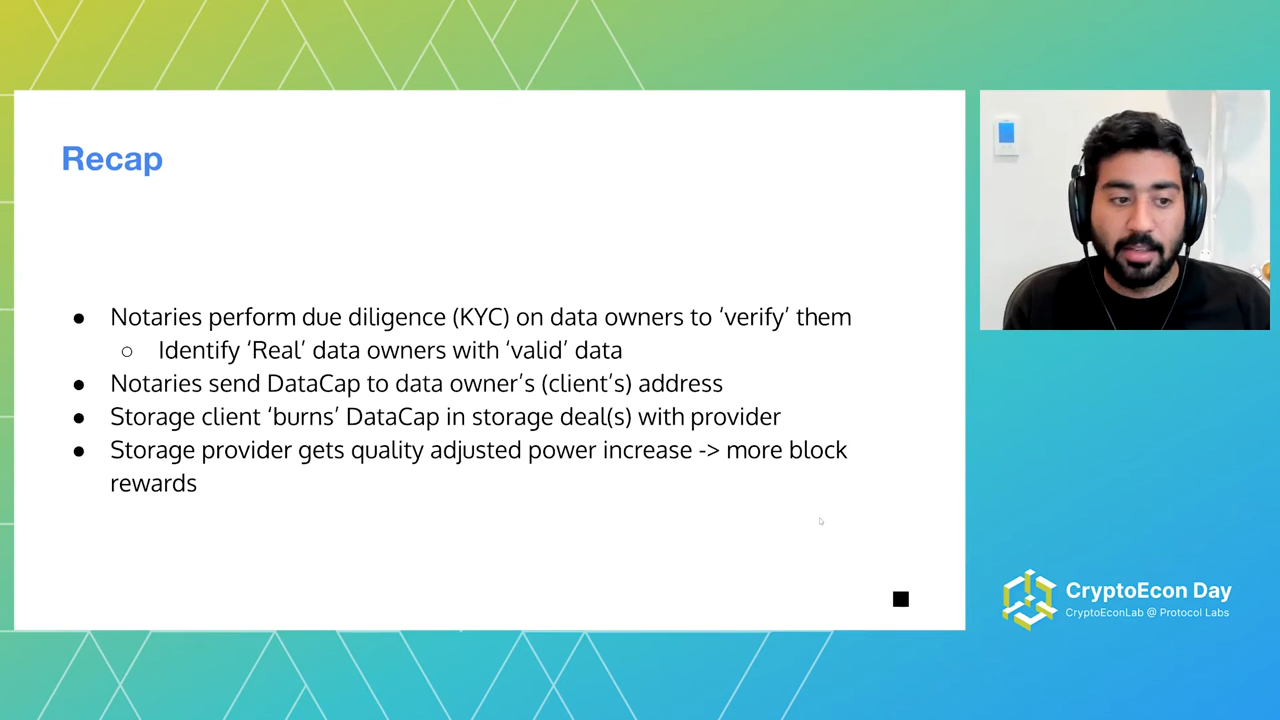 Recap
● Notaries perform due diligence (KYC) on data owners to ‘verify’ them
○ Identify ‘Real’ data owners with ‘valid’ data
● Notaries send DataCap to data owner’s (client’s) address
● Storage client ‘burns’ DataCap in storage deal(s) with provider
● Storage provider gets quality adjusted power increase -> more block
rewards
CryptoEcon Day
CryptoEconLab @ Protocol Labs